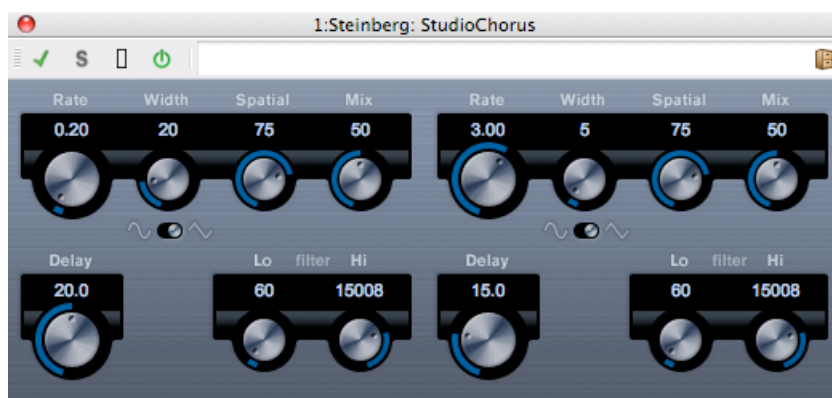 1:Steinberg: StudioChorus
S
Rate Width Spatial Mix Rate Width Spatial Mix
0.20 20 75 50 3.00 5 75 50
Delay Lo filter Hi Delay Lo filter Hi
20.0 60 15008 15.0 60 15008